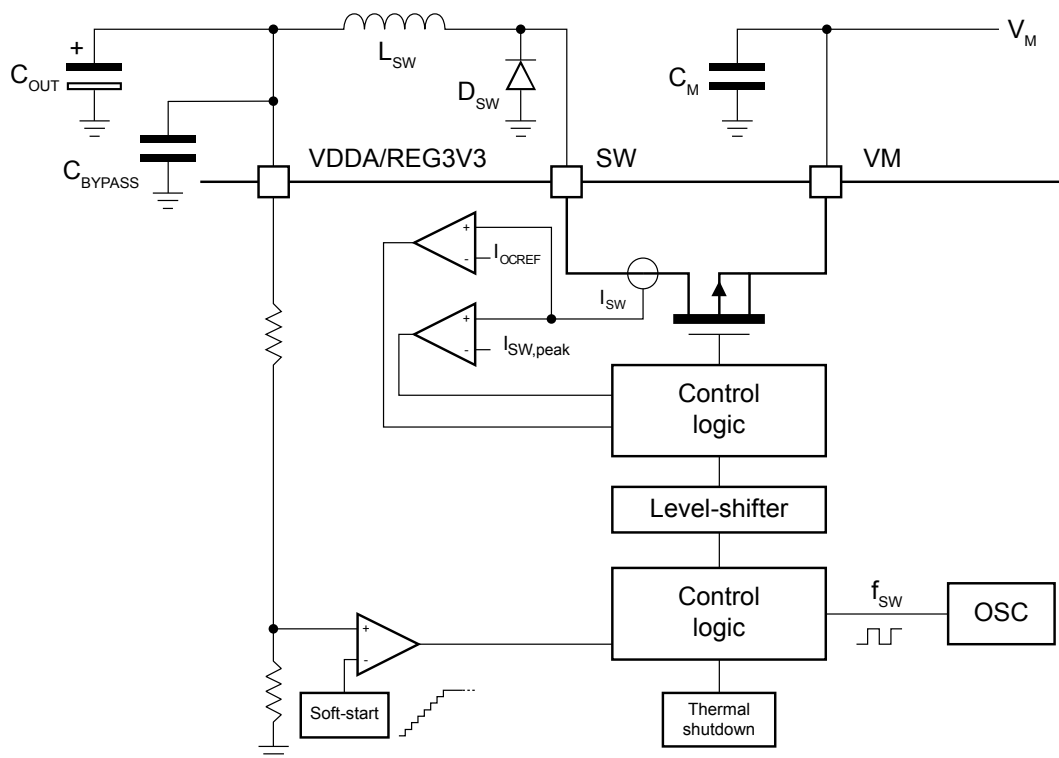 +
C_OUT
L_SW
D_SW
C_M
V_M
C_BYPASS
VDDA/REG3V3
SW
VM
+
-
I_OCREF
I_SW
+
-
I_SW,peak
Control
logic
Level-shifter
Control
logic
f_SW
OSC
+
-
Soft-start
Thermal
shutdown